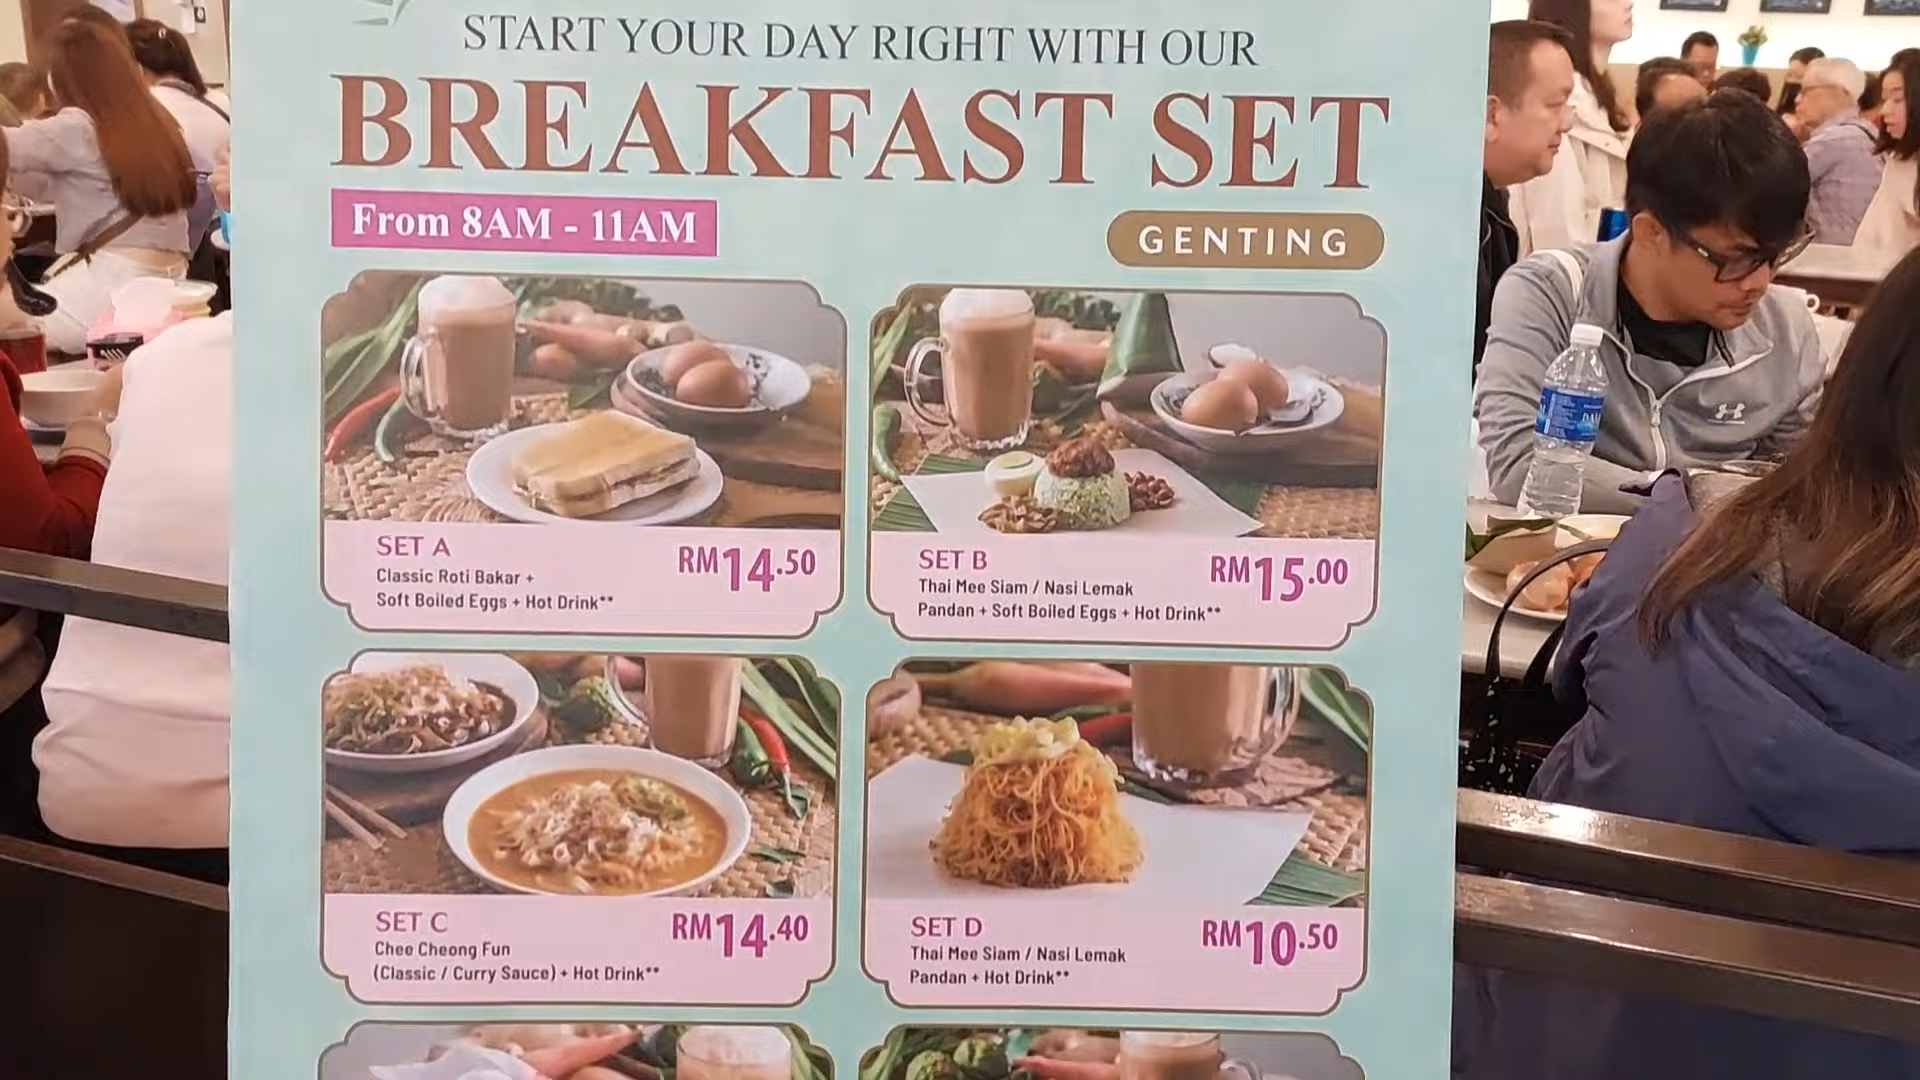 START YOUR DAY RIGHT WITH OUR
BREAKFAST SET
From 8AM - 11AM
GENTING
SET A
RM14.50
Classic Roti Bakar +
Soft Boiled Eggs + Hot Drink**
SET B
RM15.00
Thai Mee Siam / Nasi Lemak
Pandan + Soft Boiled Eggs + Hot Drink**
SET C
RM14.40
Chee Cheong Fun
(Classic / Curry Sauce) + Hot Drink**
SET D
RM10.50
Thai Mee Siam / Nasi Lemak
Pandan + Hot Drink**